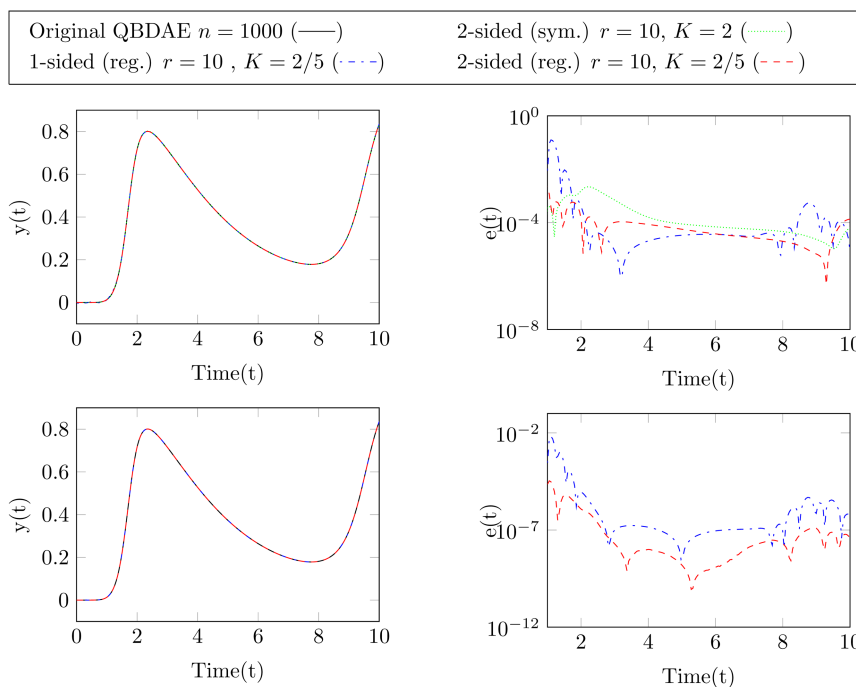 Original QBDAE n = 1000 (——)
2-sided (sym.) r = 10, K = 2 (········)
1-sided (reg.) r = 10 , K = 2/5 (-·-·-)
2-sided (reg.) r = 10, K = 2/5 (- - -)
0.8
0.6
0.4
0.2
0
y(t)
0 2 4 6 8 10
Time(t)
10^0
10^−4
10^−8
e(t)
2 4 6 8 10
Time(t)
0.8
0.6
0.4
0.2
0
y(t)
0 2 4 6 8 10
Time(t)
10^−2
10^−7
10^−12
e(t)
2 4 6 8 10
Time(t)